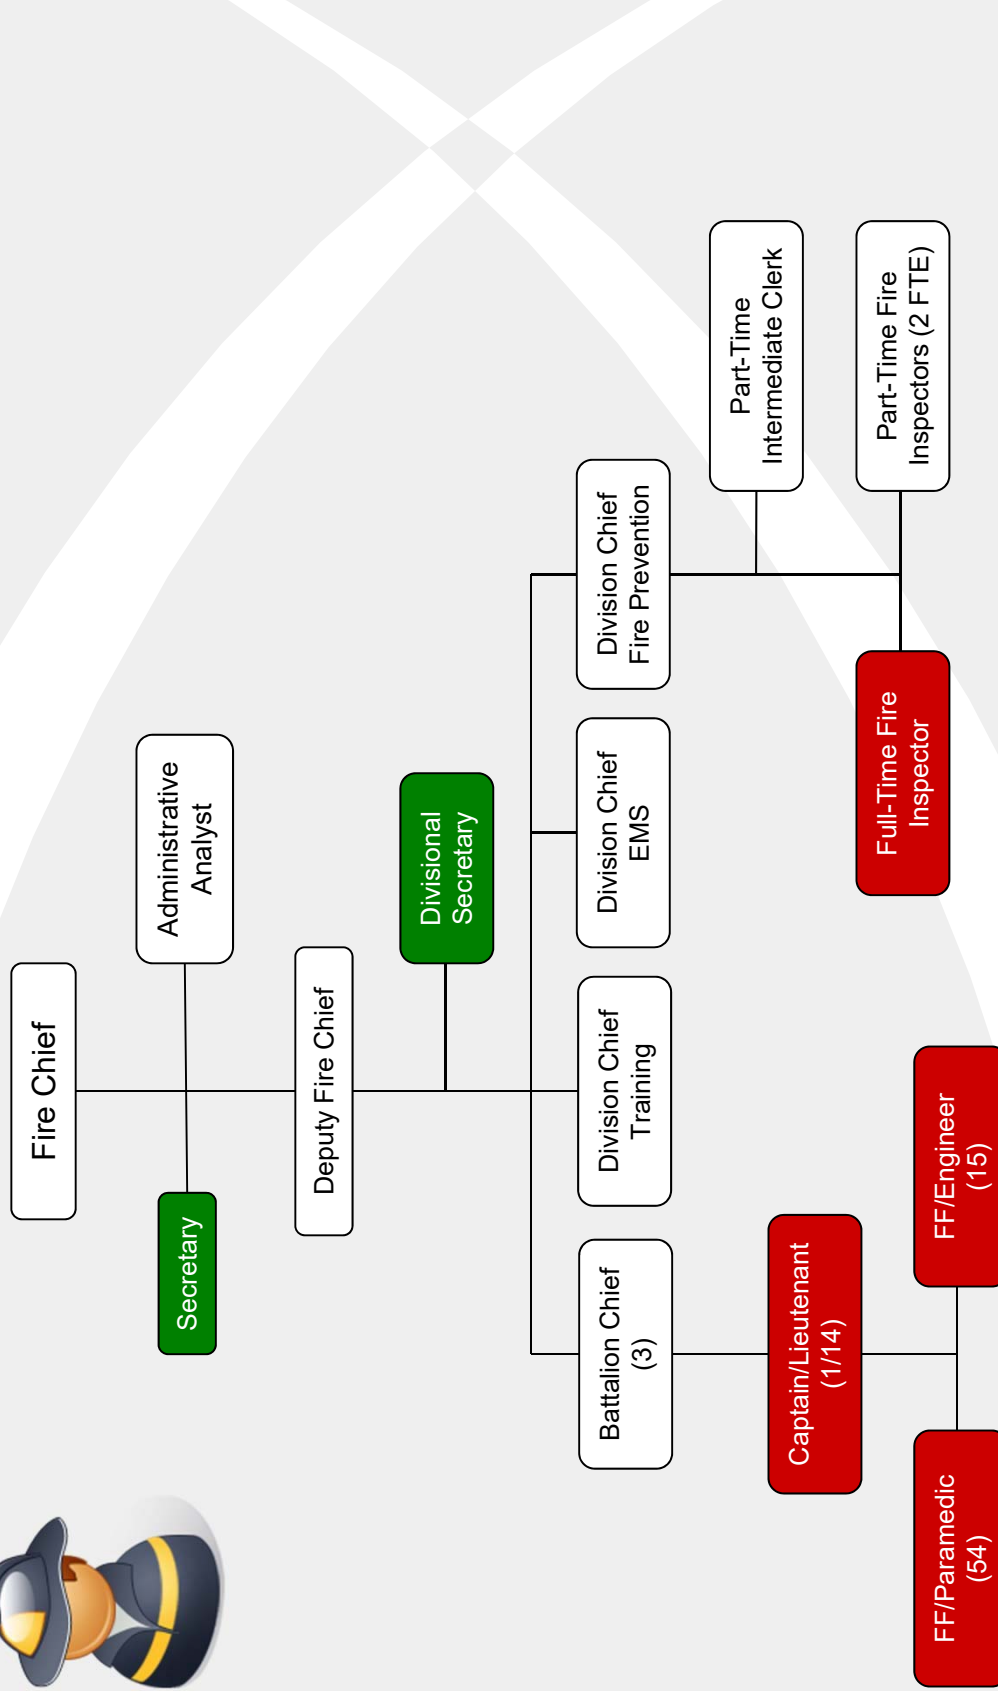 Fire Chief
Secretary
Administrative
Analyst
Deputy Fire Chief
Divisional
Secretary
Battalion Chief
(3)
Division Chief
Training
Division Chief
EMS
Division Chief
Fire Prevention
Part-Time
Intermediate Clerk
Captain/Lieutenant
(1/14)
Full-Time Fire
Inspector
Part-Time Fire
Inspectors (2 FTE)
FF/Paramedic
(54)
FF/Engineer
(15)